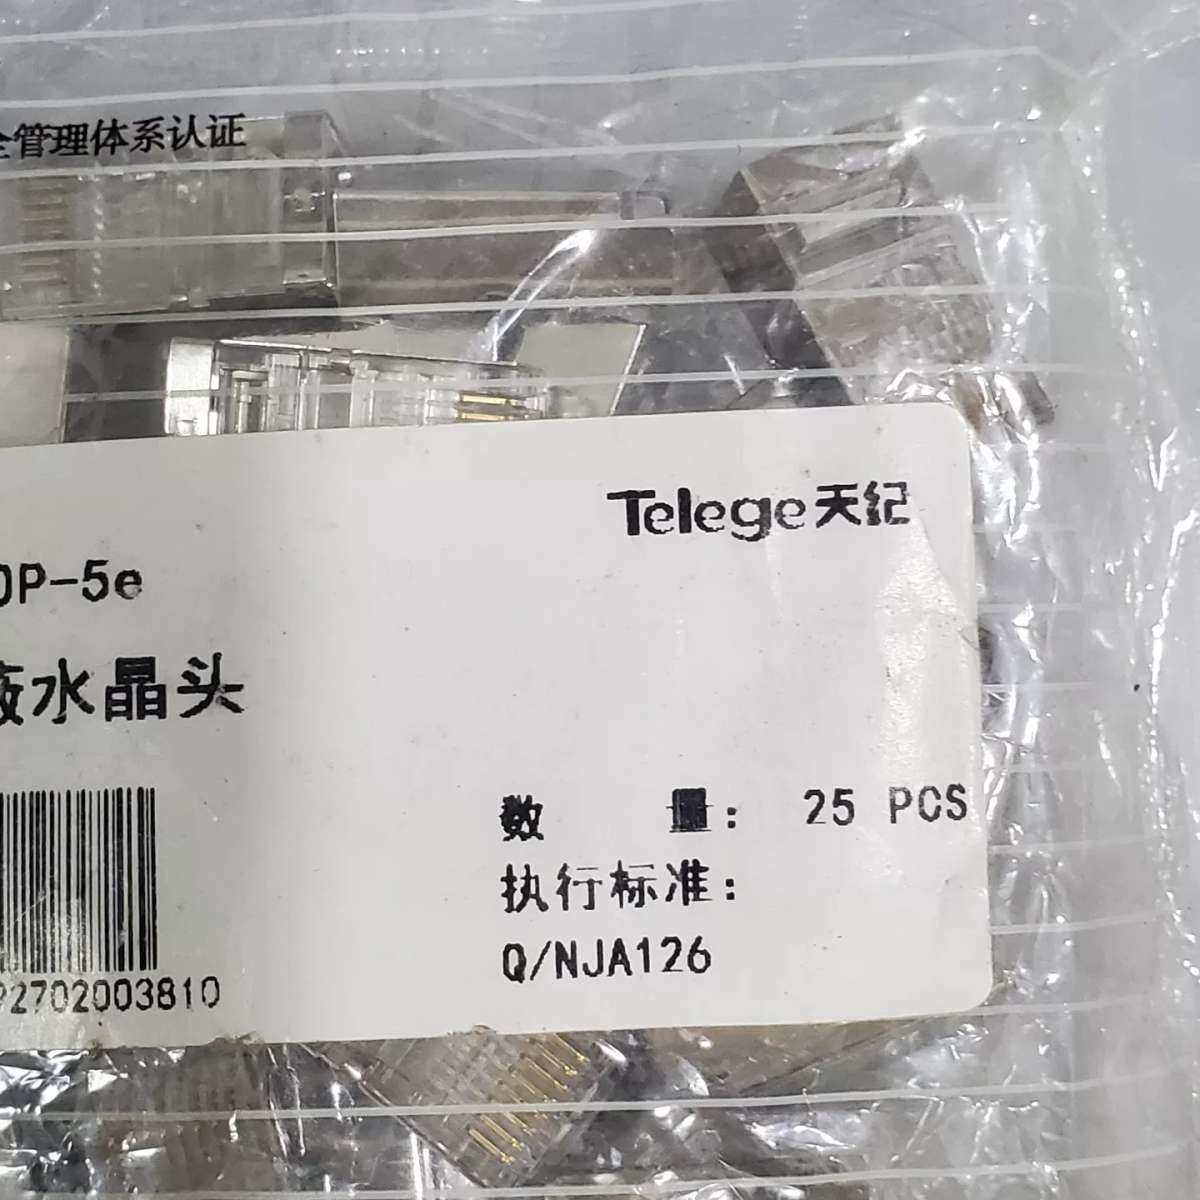 全管理体系认证
Telege天纪
DP-5e
蔽水晶头
数 量: 25 PCS
执行标准:
Q/NJA126
92702003810